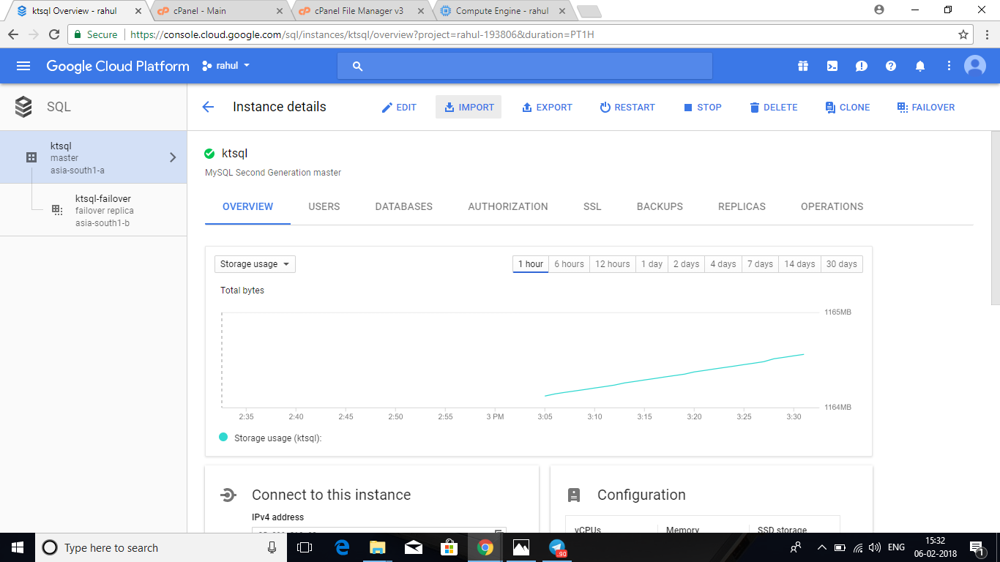 ktsql Overview - rahul
cPanel - Main
cPanel File Manager v3
Compute Engine - rahul
Secure
https://console.cloud.google.com/sql/instances/ktsql/overview?project=rahul-193806&duration=PT1H
Google Cloud Platform
rahul
SQL
Instance details
EDIT
IMPORT
EXPORT
RESTART
STOP
DELETE
CLONE
FAILOVER
ktsql
master
asia-south1-a
ktsql-failover
failover replica
asia-south1-b
ktsql
MySQL Second Generation master
OVERVIEW
USERS
DATABASES
AUTHORIZATION
SSL
BACKUPS
REPLICAS
OPERATIONS
Storage usage
1 hour
6 hours
12 hours
1 day
2 days
4 days
7 days
14 days
30 days
Total bytes
1165MB
1164MB
2:35
2:40
2:45
2:50
2:55
3 PM
3:05
3:10
3:15
3:20
3:25
3:30
Storage usage (ktsql):
Connect to this instance
IPv4 address
Configuration
vCPUs
Memory
SSD storage
Type here to search
.90
ENG
15:32
06-02-2018
1